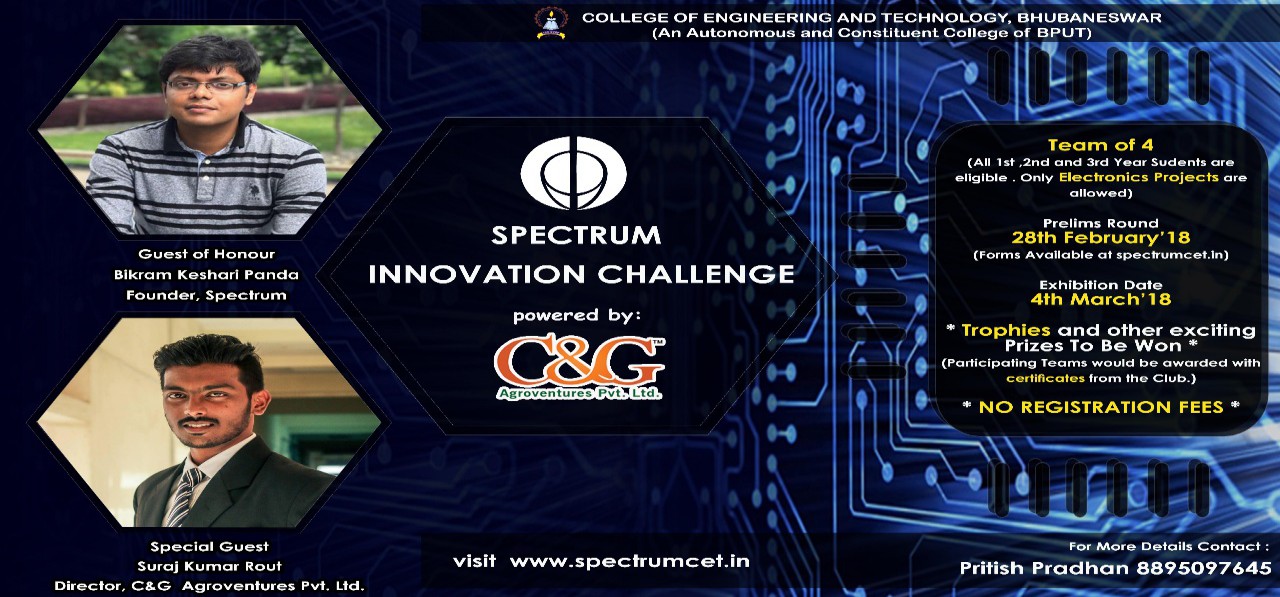 COLLEGE OF ENGINEERING AND TECHNOLOGY, BHUBANESWAR
(An Autonomous and Constituent College of BPUT)
Guest of Honour
Bikram Keshari Panda
Founder, Spectrum
Special Guest
Suraj Kumar Rout
Director, C&G Agroventures Pvt. Ltd.
SPECTRUM
INNOVATION CHALLENGE
powered by:
C&G™
Agroventures Pvt. Ltd.
visit www.spectrumcet.in
Team of 4
(All 1st ,2nd and 3rd Year Sudents are
eligible . Only Electronics Projects are
allowed)
Prelims Round
28th February'18
(Forms Available at spectrumcet.in)
Exhibition Date
4th March'18
* Trophies and other exciting
Prizes To Be Won *
(Participating Teams would be awarded with
certificates from the Club.)
* NO REGISTRATION FEES *
For More Details Contact :
Pritish Pradhan 8895097645